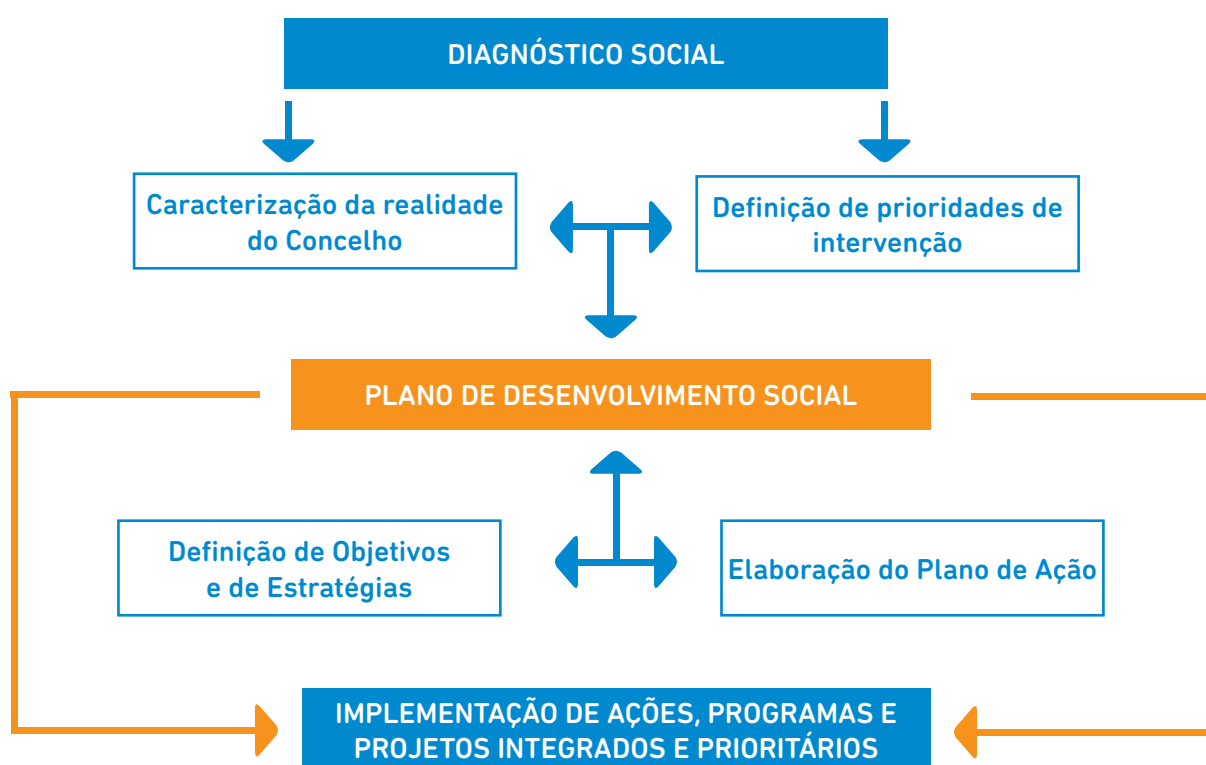 DIAGNÓSTICO SOCIAL
Caracterização da realidade
do Concelho
Definição de prioridades de
intervenção
PLANO DE DESENVOLVIMENTO SOCIAL
Definição de Objetivos
e de Estratégias
Elaboração do Plano de Ação
IMPLEMENTAÇÃO DE AÇÕES, PROGRAMAS E
PROJETOS INTEGRADOS E PRIORITÁRIOS